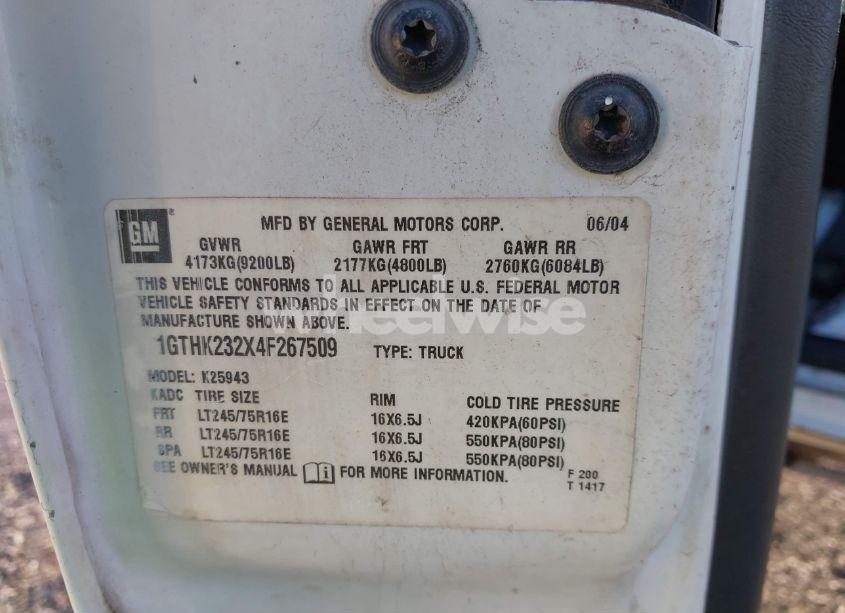 GM
MFD BY GENERAL MOTORS CORP. 06/04
GVWR GAWR FRT GAWR RR
4173KG(9200LB) 2177KG(4800LB) 2760KG(6084LB)
THIS VEHICLE CONFORMS TO ALL APPLICABLE U.S. FEDERAL MOTOR
VEHICLE SAFETY STANDARDS IN EFFECT ON THE DATE OF
MANUFACTURE SHOWN ABOVE.
wheelwise
1GTHK232X4F267509 TYPE: TRUCK
MODEL: K25943
KADC TIRE SIZE RIM COLD TIRE PRESSURE
FRT LT245/75R16E 16X6.5J 420KPA(60PSI)
RR LT245/75R16E 16X6.5J 550KPA(80PSI)
SPA LT245/75R16E 16X6.5J 550KPA(80PSI)
SEE OWNER'S MANUAL i FOR MORE INFORMATION.
F 200
T 1417